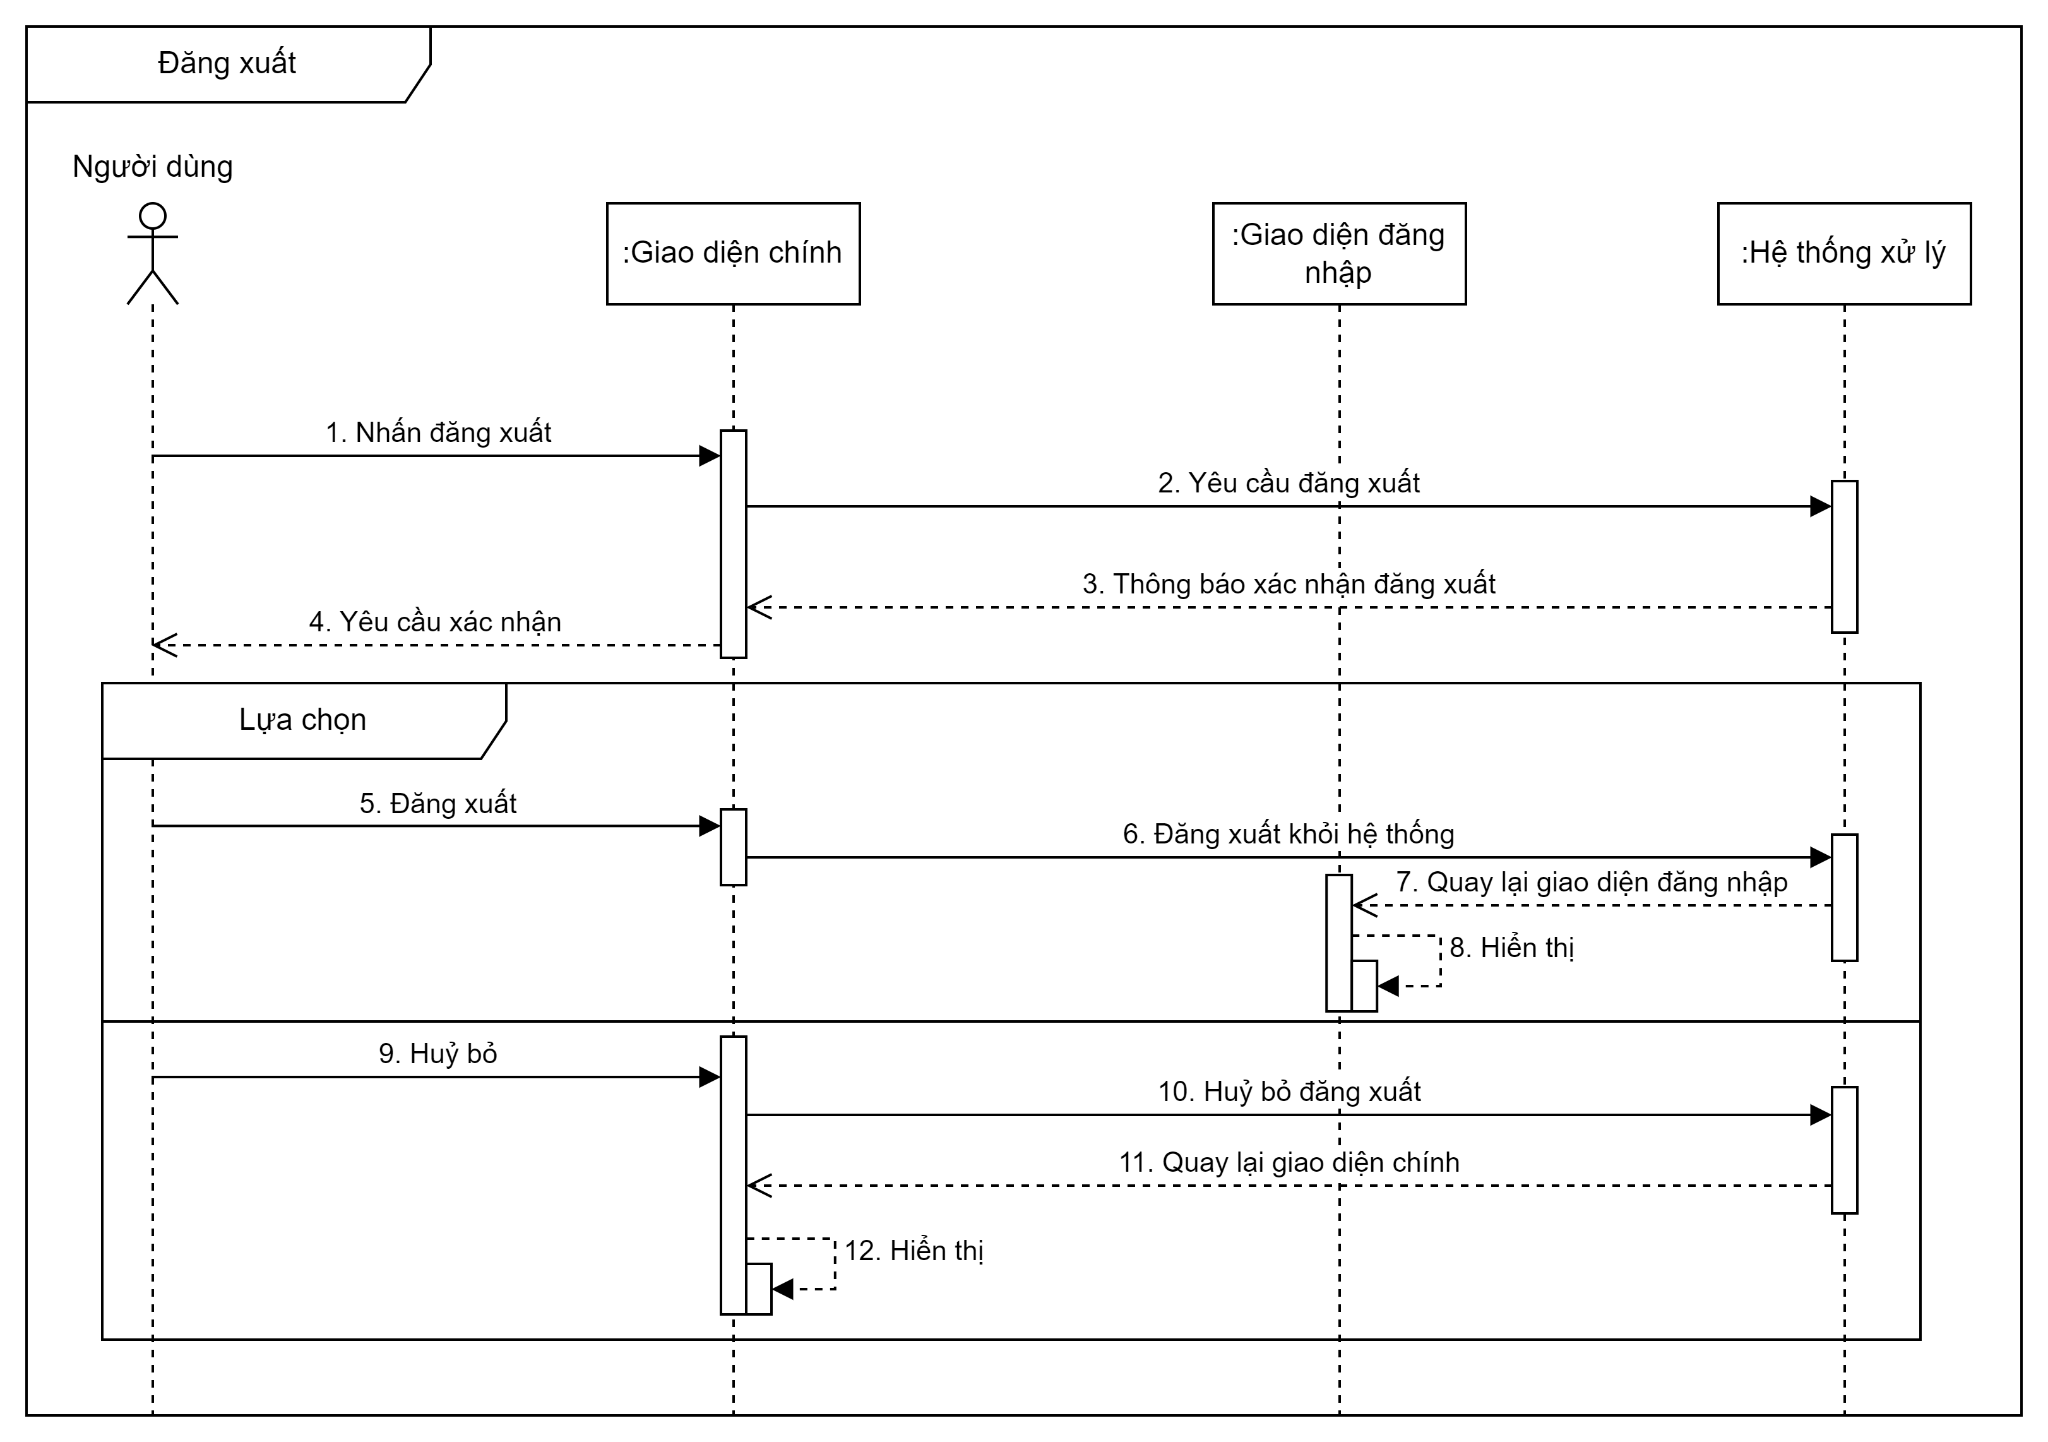 Đăng xuất
Người dùng
:Giao diện chính
:Giao diện đăng
nhập
:Hệ thống xử lý
1. Nhấn đăng xuất
2. Yêu cầu đăng xuất
3. Thông báo xác nhận đăng xuất
4. Yêu cầu xác nhận
Lựa chọn
5. Đăng xuất
6. Đăng xuất khỏi hệ thống
7. Quay lại giao diện đăng nhập
8. Hiển thị
9. Huỷ bỏ
10. Huỷ bỏ đăng xuất
11. Quay lại giao diện chính
12. Hiển thị